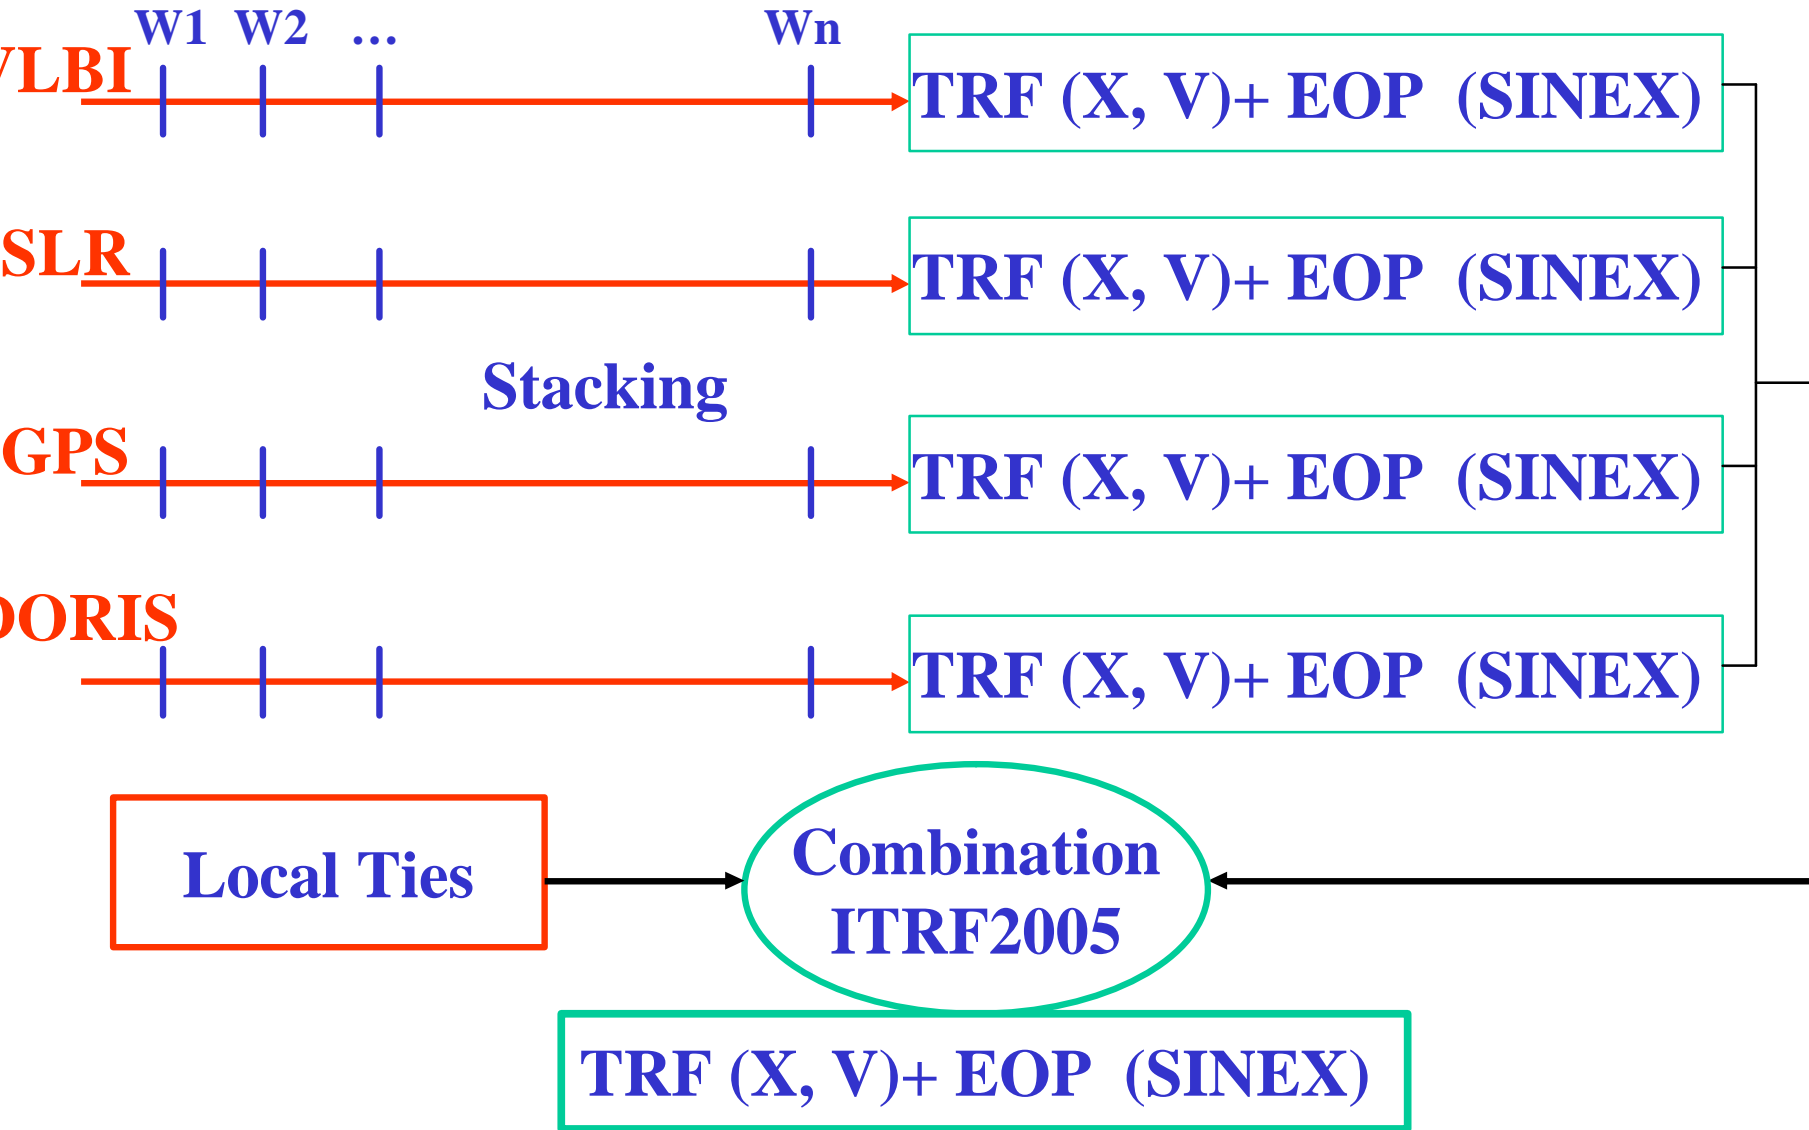 W1 W2 ... Wn
VLBI
TRF (X, V)+ EOP (SINEX)
SLR
TRF (X, V)+ EOP (SINEX)
Stacking
GPS
TRF (X, V)+ EOP (SINEX)
DORIS
TRF (X, V)+ EOP (SINEX)
Local Ties
Combination
ITRF2005
TRF (X, V)+ EOP (SINEX)